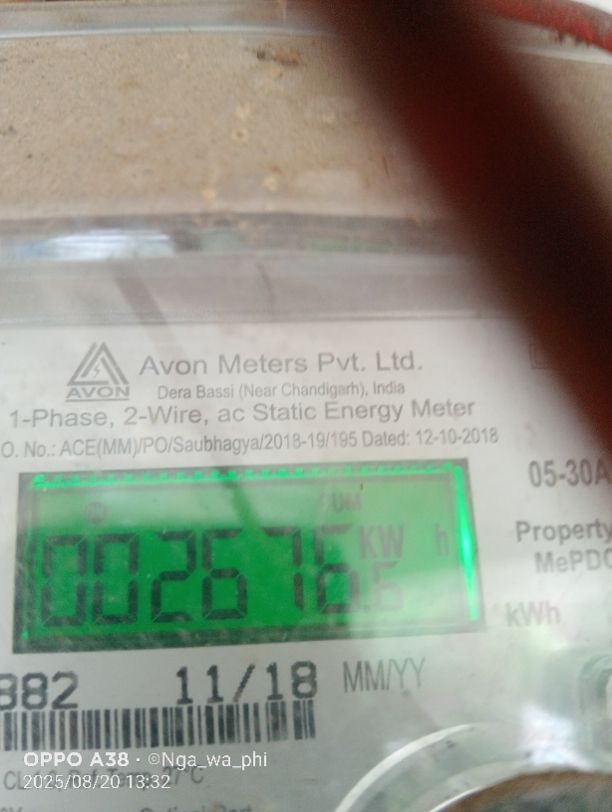 AVON
Avon Meters Pvt. Ltd.
Dera Bassi (Near Chandigarh), India
1-Phase, 2-Wire, ac Static Energy Meter
O. No.: ACE(MM)/PO/Saubhagya/2018-19/195 Dated: 12-10-2018
05-30A
CUM
002676.6 KW h
Property
MePDC
kWh
882 11/18 MM/YY
OPPO A38 · ©Nga_wa_phi
2025/08/20 13:32